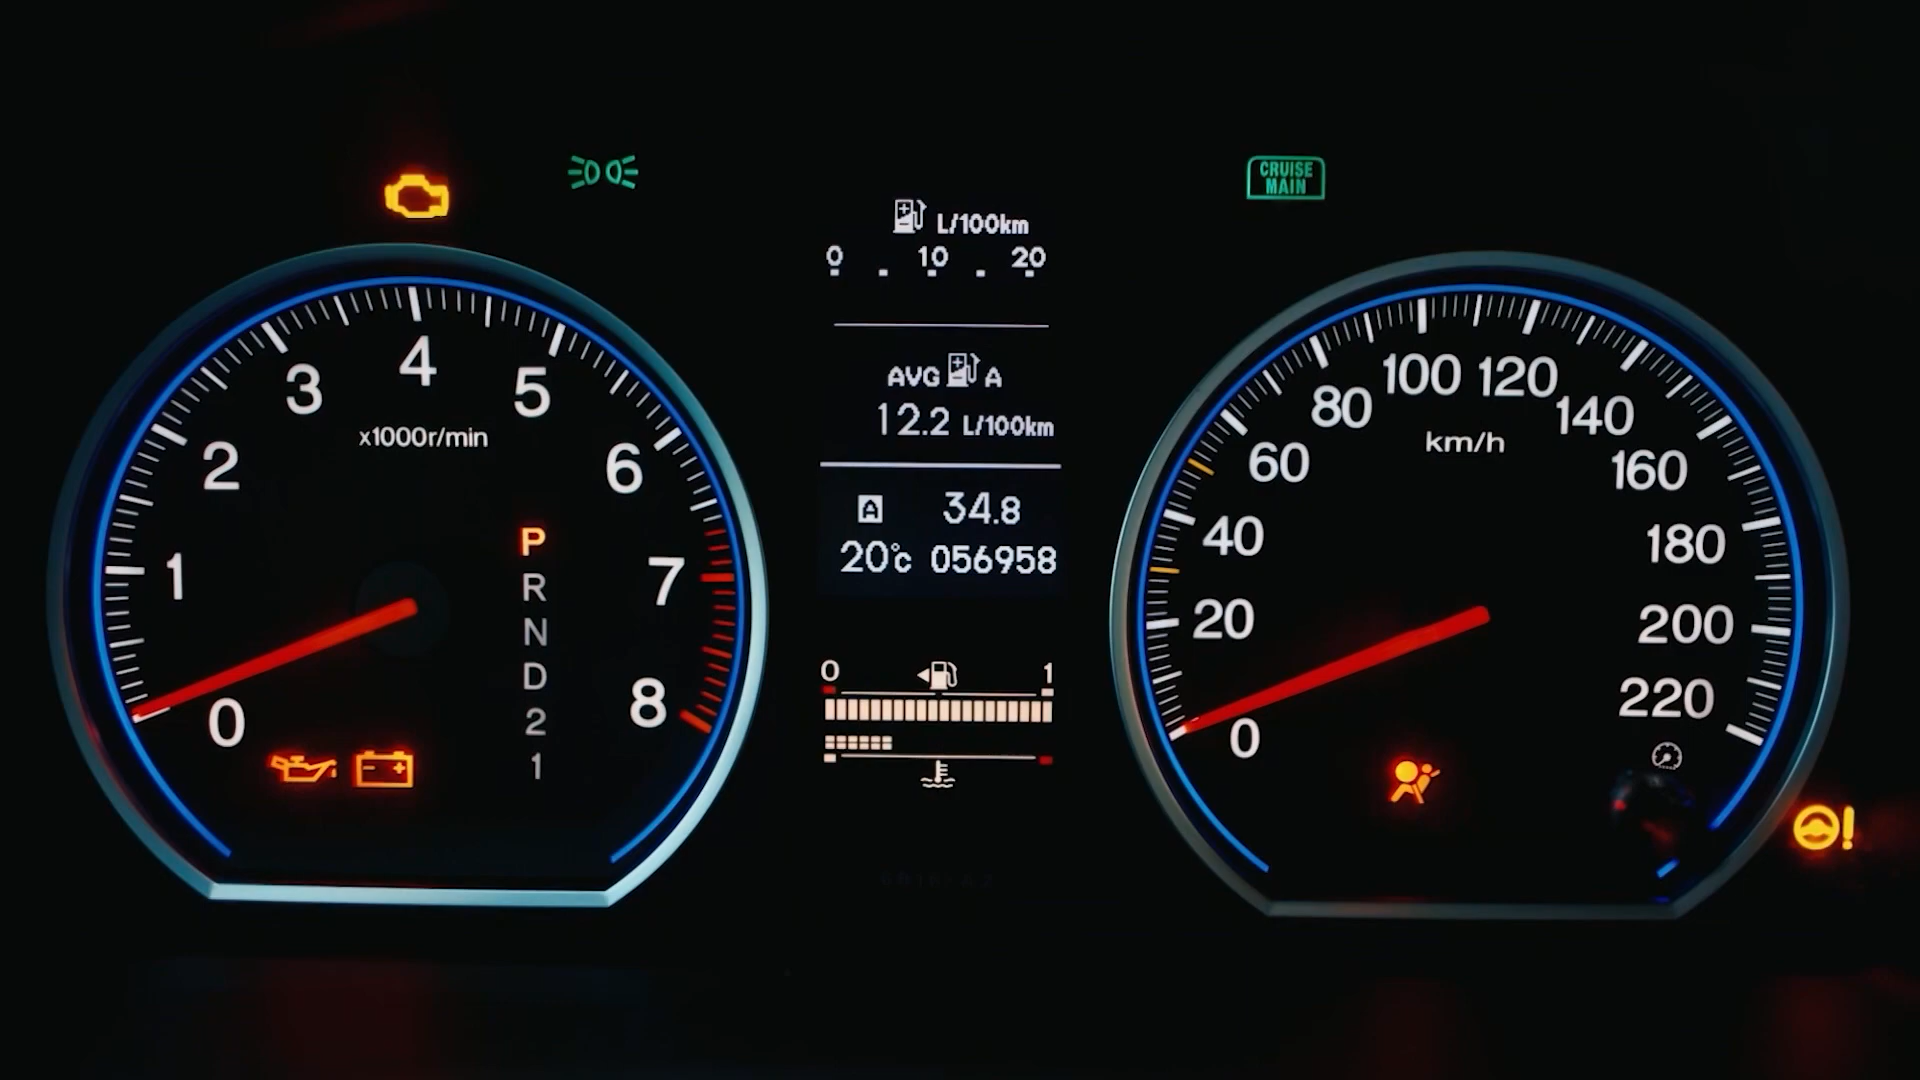 CRUISE
MAIN
L/100km
0 10 20
AVG A
12.2 L/100km
A 34.8
20°c 056958
0 1
0
1
2
3
4
5
6
7
8
x1000r/min
P
R
N
D
2
1
0
20
40
60
80
100
120
140
160
180
200
220
km/h
!